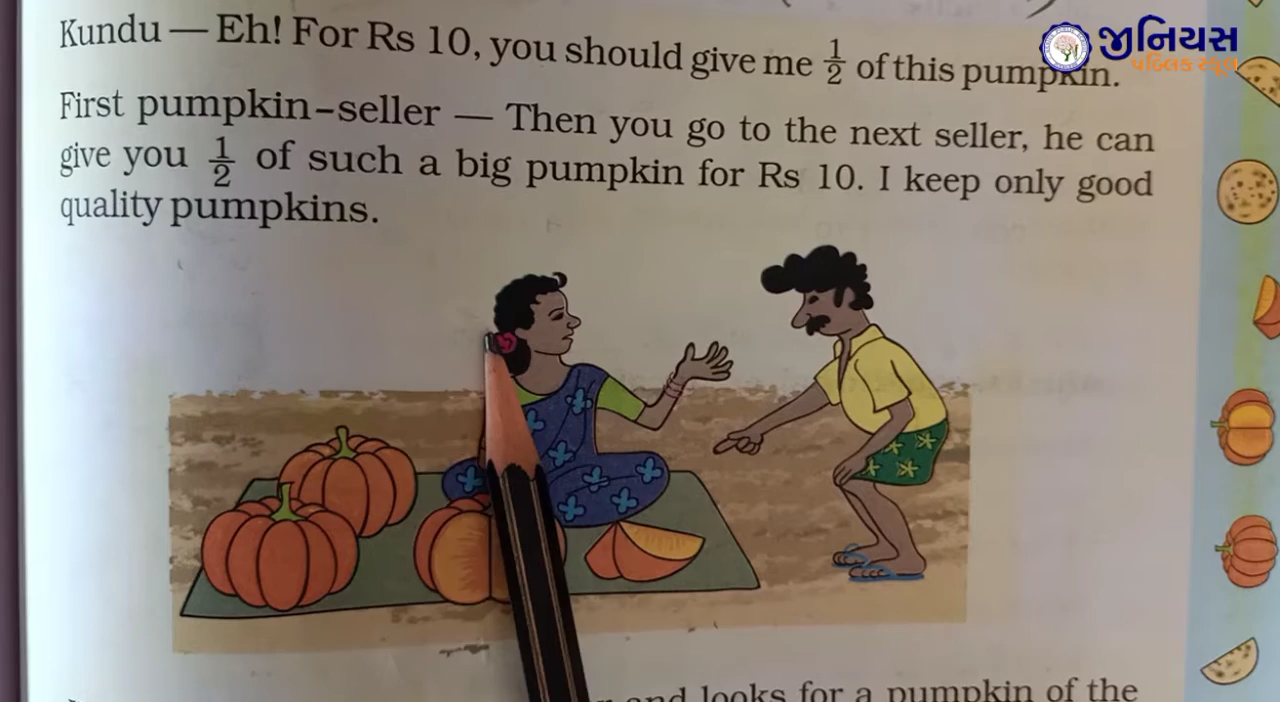 Kundu — Eh! For Rs 10, you should give me 1/2 of this pumpkin.
જીનિયસ
પબ્લિક સ્કૂલ
First pumpkin-seller — Then you go to the next seller, he can
give you 1/2 of such a big pumpkin for Rs 10. I keep only good
quality pumpkins.
and looks for a pumpkin of the